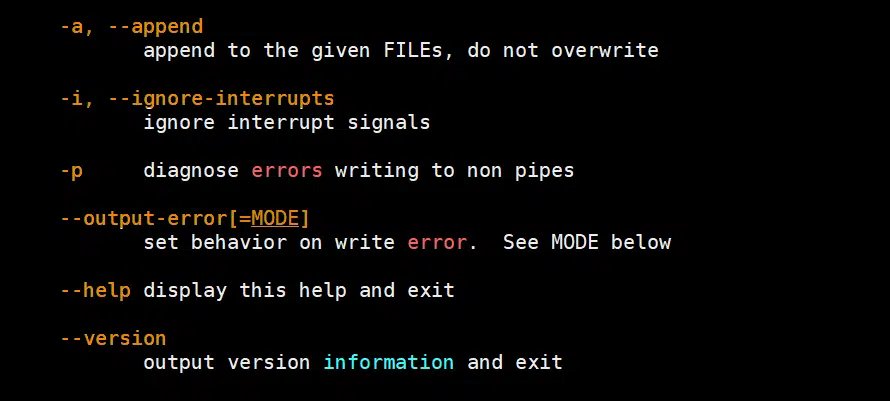 -a, --append
append to the given FILEs, do not overwrite
-i, --ignore-interrupts
ignore interrupt signals
-p     diagnose errors writing to non pipes
--output-error[=MODE]
set behavior on write error.  See MODE below
--help display this help and exit
--version
output version information and exit